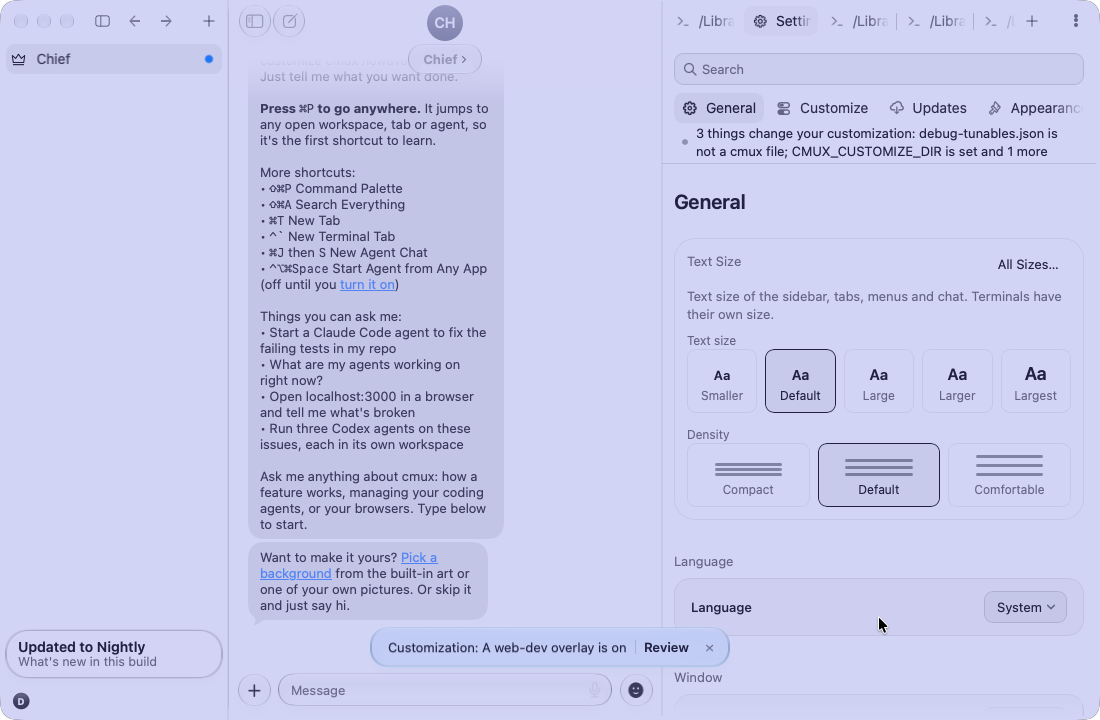 Chief
Updated to Nightly
What's new in this build
D
CH
Chief
Just tell me what you want done.
Press ⌘P to go anywhere. It jumps to
any open workspace, tab or agent, so
it's the first shortcut to learn.
More shortcuts:
• ⇧⌘P Command Palette
• ⇧⌘A Search Everything
• ⌘T New Tab
• ^` New Terminal Tab
• ⌘J then S New Agent Chat
• ^⌥⌘Space Start Agent from Any App
(off until you turn it on)
Things you can ask me:
• Start a Claude Code agent to fix the
failing tests in my repo
• What are my agents working on
right now?
• Open localhost:3000 in a browser
and tell me what's broken
• Run three Codex agents on these
issues, each in its own workspace
Ask me anything about cmux: how a
feature works, managing your coding
agents, or your browsers. Type below
to start.
Want to make it yours? Pick a
background from the built-in art or
one of your own pictures. Or skip it
and just say hi.
Customization: A web-dev overlay is on Review
Message
/Libra Settin /Libra /Libra
Search
General Customize Updates Appearanc
3 things change your customization: debug-tunables.json is
not a cmux file; CMUX_CUSTOMIZE_DIR is set and 1 more
General
Text Size All Sizes...
Text size of the sidebar, tabs, menus and chat. Terminals have
their own size.
Text size
Aa Aa Aa Aa Aa
Smaller Default Large Larger Largest
Density
Compact Default Comfortable
Language
Language System
Window